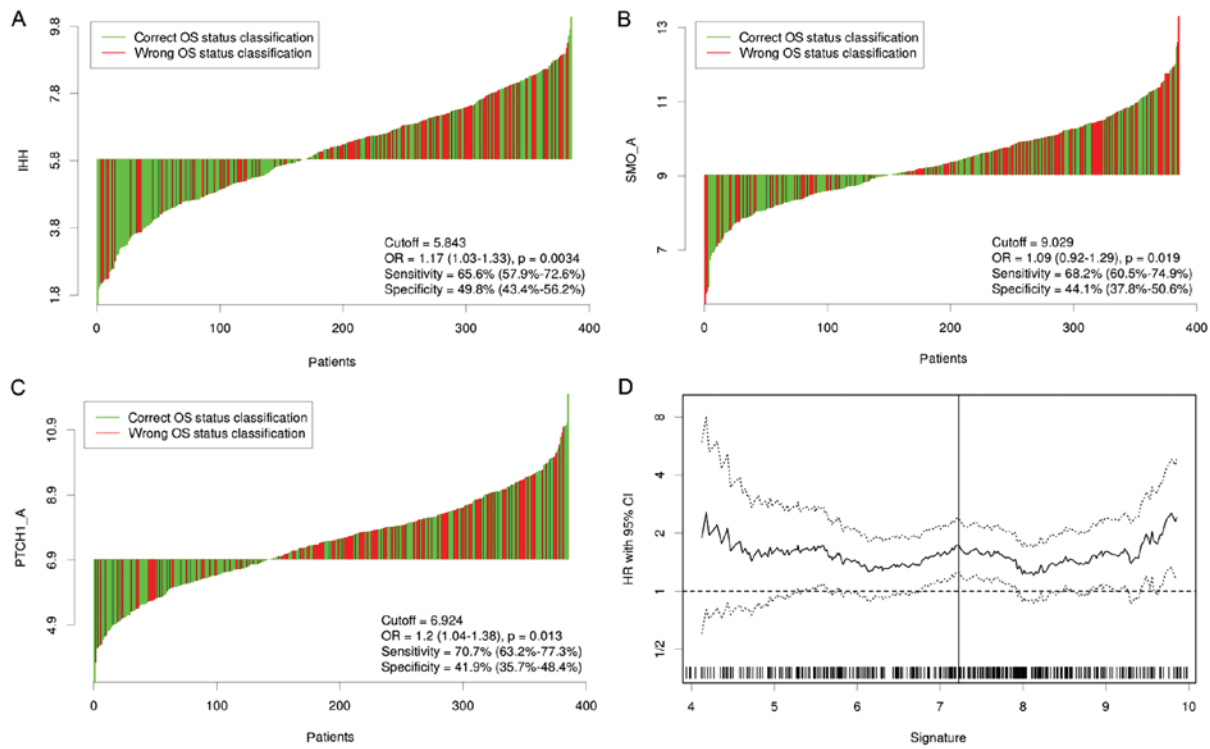 A
9.8
7.8
5.8
3.8
1.8
IHH
Correct OS status classification
Wrong OS status classification
Cutoff = 5.843
OR = 1.17 (1.03-1.33), p = 0.0034
Sensitivity = 65.6% (57.9%-72.6%)
Specificity = 49.8% (43.4%-56.2%)
0 100 200 300 400
Patients
B
13
11
9
7
SMO_A
Correct OS status classification
Wrong OS status classification
Cutoff = 9.029
OR = 1.09 (0.92-1.29), p = 0.019
Sensitivity = 68.2% (60.5%-74.9%)
Specificity = 44.1% (37.8%-50.6%)
0 100 200 300 400
Patients
C
10.9
8.9
6.9
4.9
PTCH1_A
Correct OS status classification
Wrong OS status classification
Cutoff = 6.924
OR = 1.2 (1.04-1.38), p = 0.013
Sensitivity = 70.7% (63.2%-77.3%)
Specificity = 41.9% (35.7%-48.4%)
0 100 200 300 400
Patients
D
8
4
2
1
1/2
HR with 95% CI
4 5 6 7 8 9 10
Signature